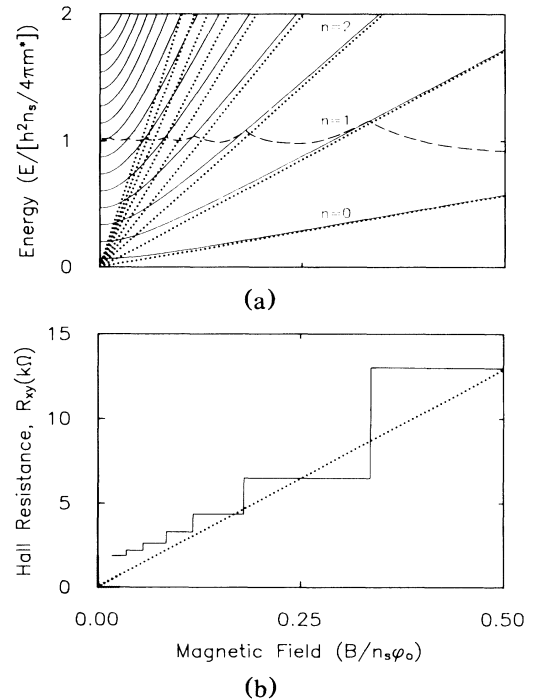 2
n=2
n=1
n=0
1
0
Energy (E/[h²nₛ/4πm*])
(a)
15
10
5
0
Hall Resistance, Rxy(kΩ)
0.00
0.25
0.50
Magnetic Field (B/nₛφₒ)
(b)